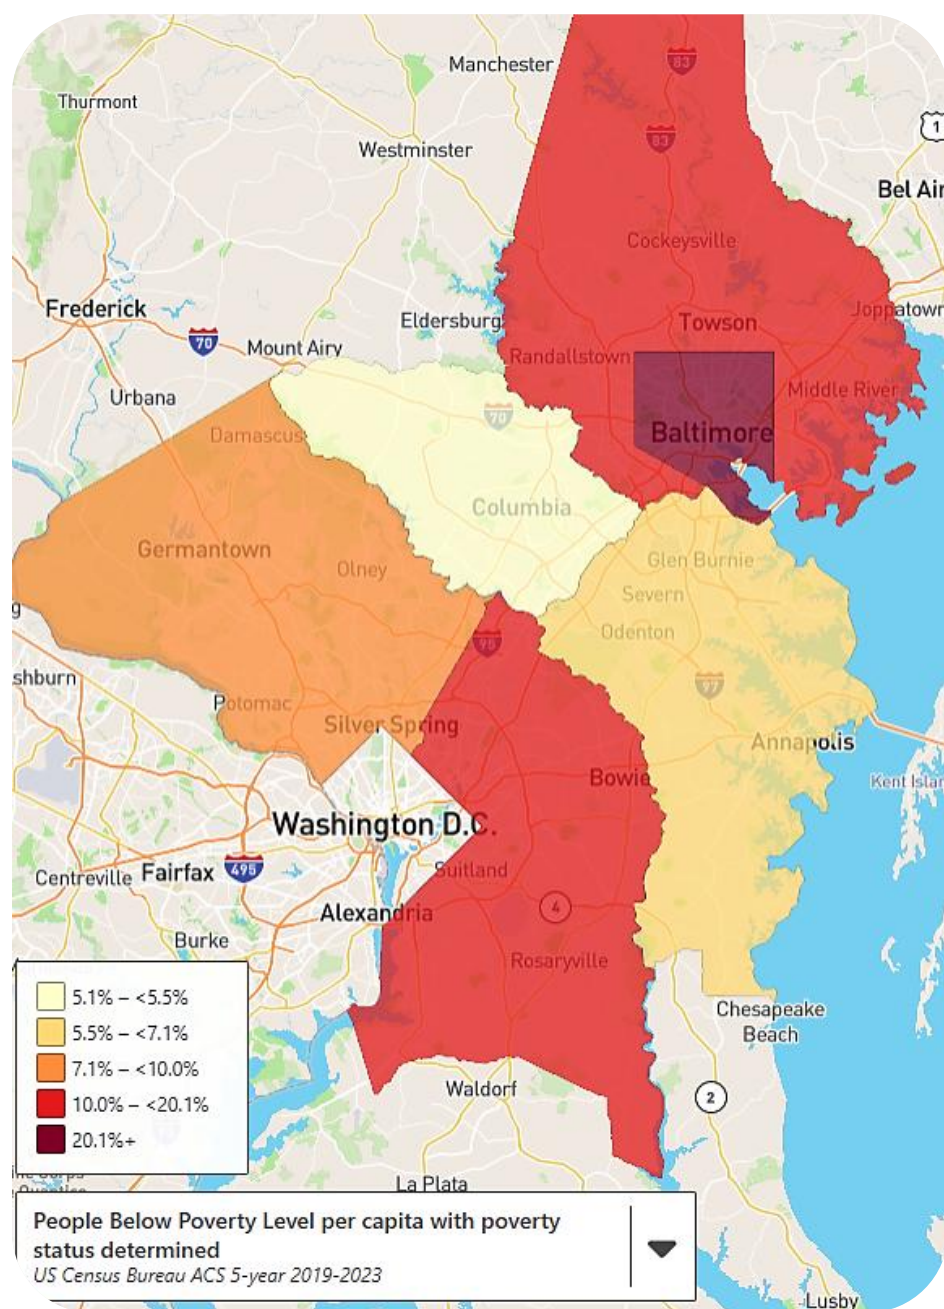 Manchester
83
Thurmont
83
1
Westminster
Bel Air
Cockeysville
Frederick
Joppatown
Eldersburg
Towson
70
Mount Airy
Randallstown
Middle River
Urbana
70
Damascus
Baltimore
Columbia
Germantown
Glen Burnie
Olney
Severn
g
Odenton
95
shburn
97
Potomac
Silver Spring
Annapolis
Bowie
Kent Islan
Washington D.C.
495
Suitland
Centreville
Fairfax
4
Alexandria
Burke
Rosaryville
5.1% – <5.5%
5.5% – <7.1%
7.1% – <10.0%
10.0% – <20.1%
20.1%+
Chesapeake
Beach
Waldorf
2
La Plata
People Below Poverty Level per capita with poverty
status determined
US Census Bureau ACS 5-year 2019-2023
Lusby